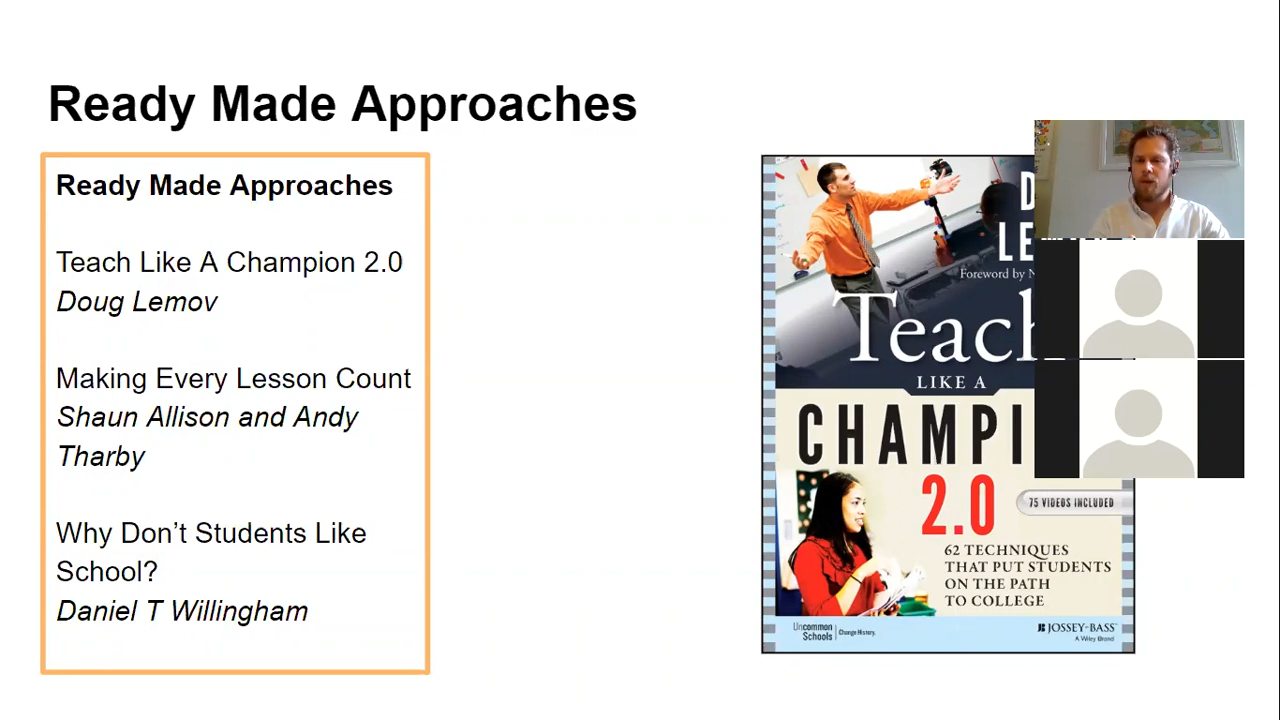 Ready Made Approaches
Ready Made Approaches
Teach Like A Champion 2.0
Doug Lemov
Making Every Lesson Count
Shaun Allison and Andy
Tharby
Why Don’t Students Like
School?
Daniel T Willingham
D
LE
Foreword by N
Teach
LIKE A
CHAMPI
2.0
75 VIDEOS INCLUDED
62 TECHNIQUES
THAT PUT STUDENTS
ON THE PATH
TO COLLEGE
Uncommon
Schools
Change History.
JOSSEY-BASS
A Wiley Brand